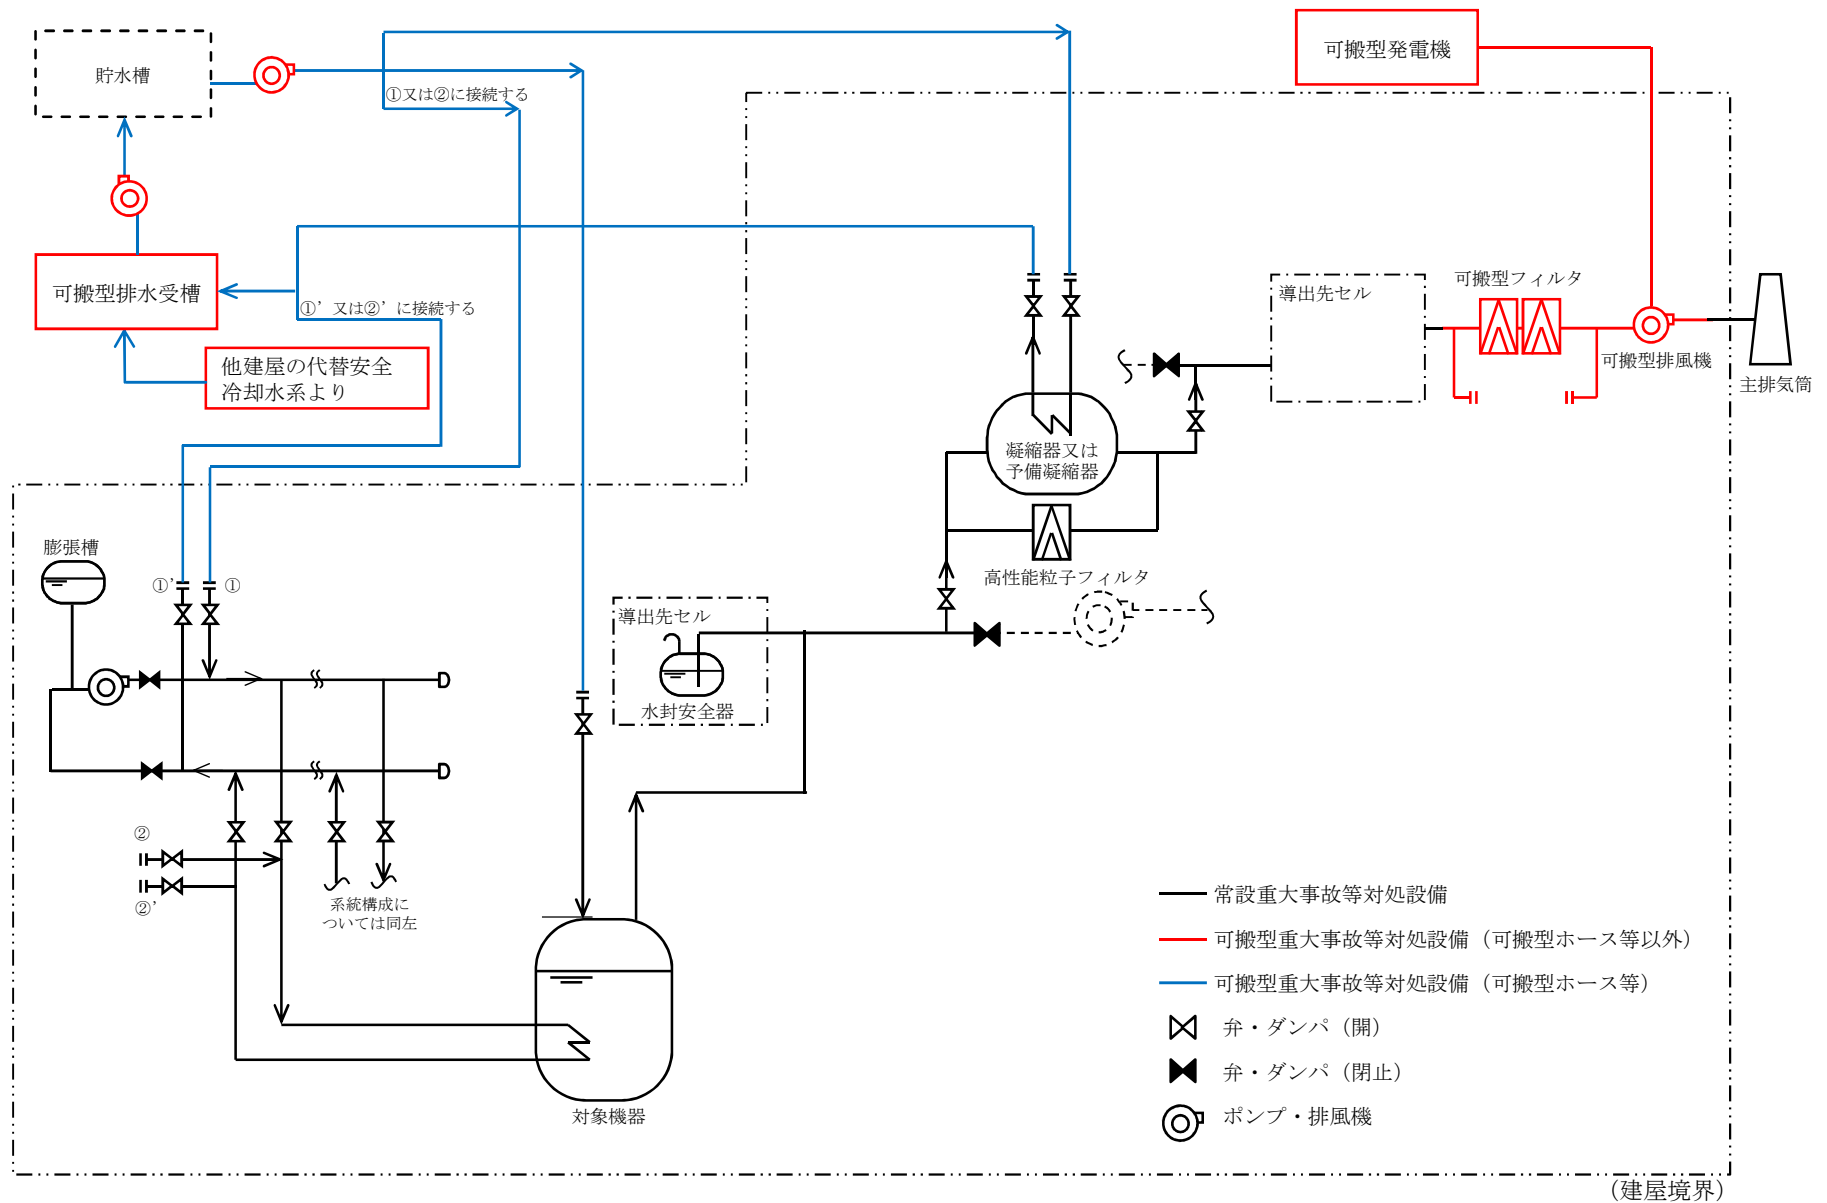 貯水槽
可搬型発電機
①又は②に接続する
可搬型排水受槽
①’又は②’に接続する
他建屋の代替安全
冷却水系より
導出先セル
可搬型フィルタ
可搬型排風機
主排気筒
凝縮器又は
予備凝縮器
高性能粒子フィルタ
膨張槽
①’
①
導出先セル
水封安全器
②
②’
系統構成に
ついては同左
対象機器
常設重大事故等対処設備
可搬型重大事故等対処設備（可搬型ホース等以外）
可搬型重大事故等対処設備（可搬型ホース等）
弁・ダンパ（開）
弁・ダンパ（閉止）
ポンプ・排風機
（建屋境界）